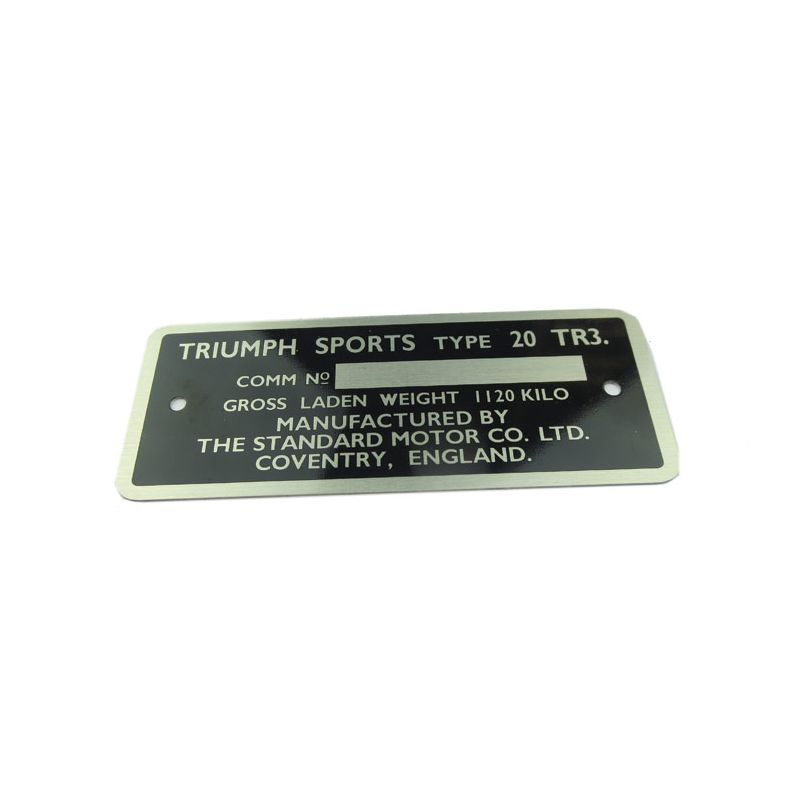 TRIUMPH SPORTS TYPE 20 TR3.
COMM Nº
GROSS LADEN WEIGHT 1120 KILO
MANUFACTURED BY
THE STANDARD MOTOR CO. LTD.
COVENTRY, ENGLAND.